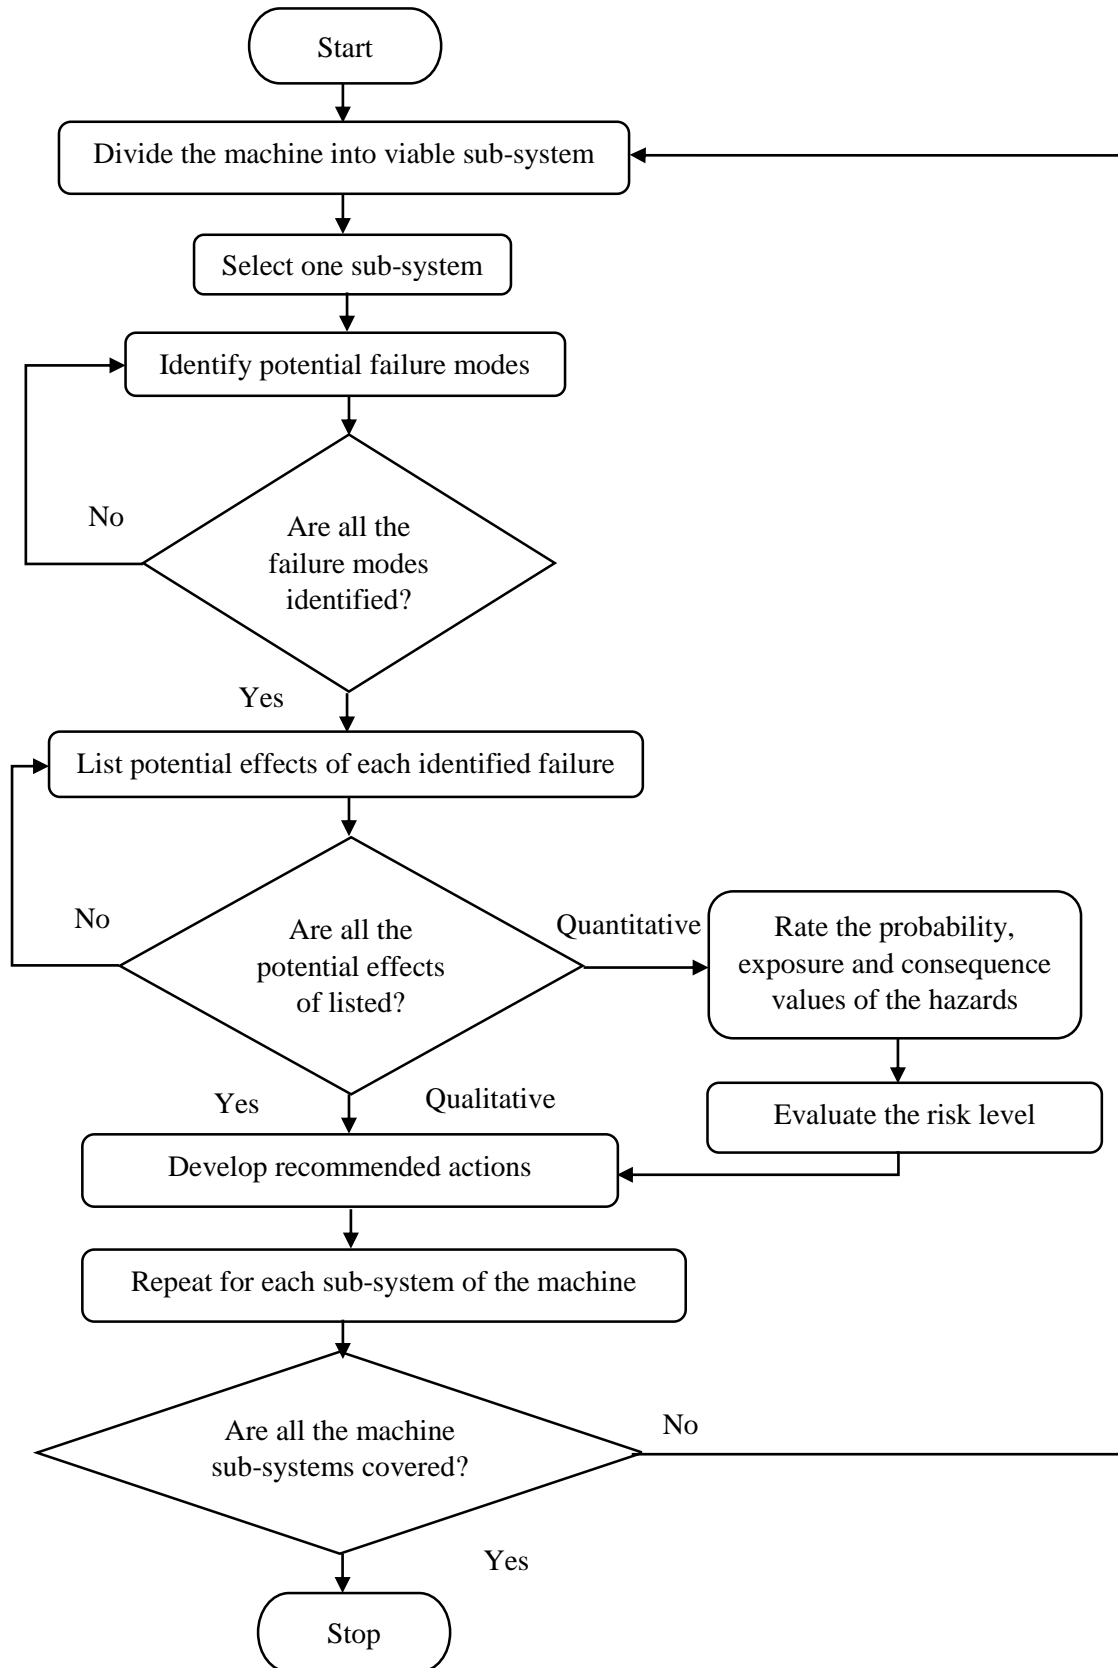 Start
Divide the machine into viable sub-system
Select one sub-system
Identify potential failure modes
No
Are all the
failure modes
identified?
Yes
List potential effects of each identified failure
No
Are all the
potential effects
of listed?
Quantitative
Rate the probability,
exposure and consequence
values of the hazards
Yes
Qualitative
Evaluate the risk level
Develop recommended actions
Repeat for each sub-system of the machine
Are all the machine
sub-systems covered?
No
Yes
Stop